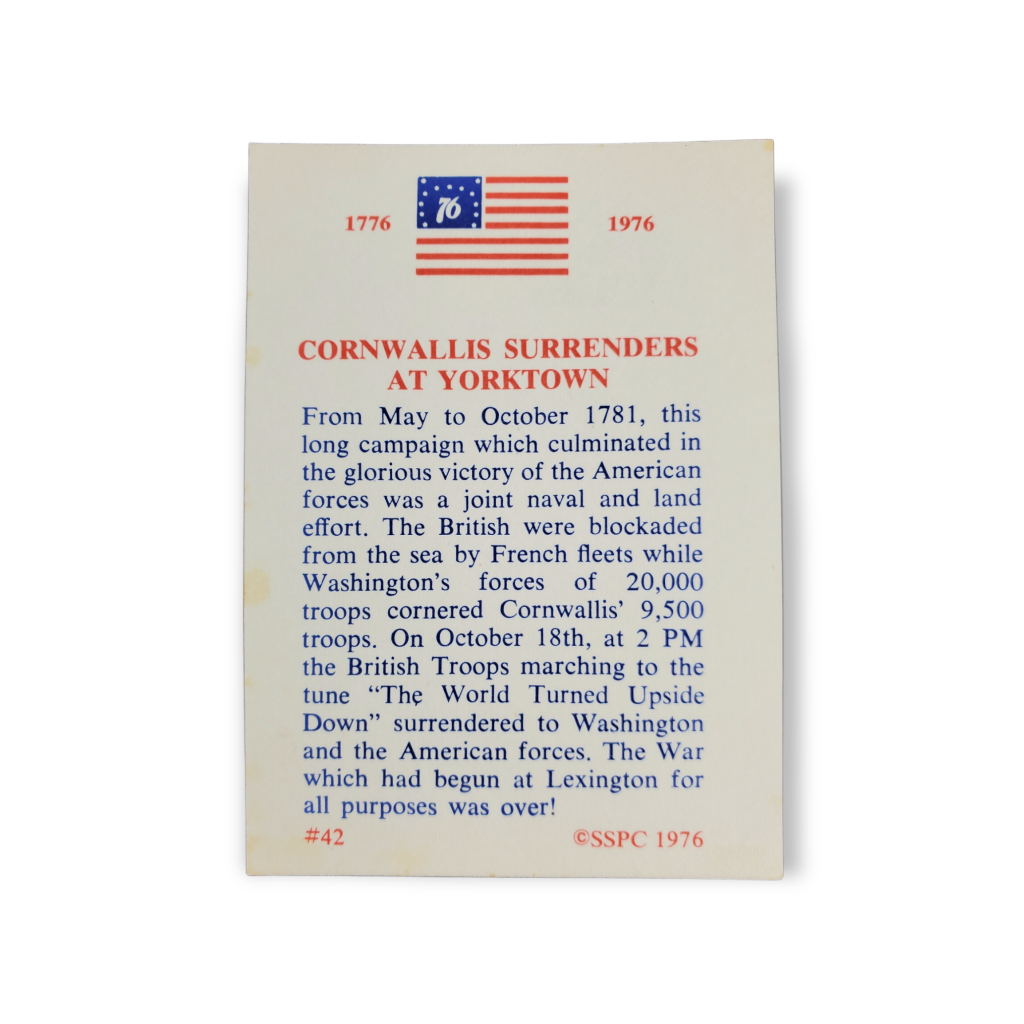 76
1776 1976
CORNWALLIS SURRENDERS
AT YORKTOWN
From May to October 1781, this
long campaign which culminated in
the glorious victory of the American
forces was a joint naval and land
effort. The British were blockaded
from the sea by French fleets while
Washington's forces of 20,000
troops cornered Cornwallis' 9,500
troops. On October 18th, at 2 PM
the British Troops marching to the
tune “The World Turned Upside
Down” surrendered to Washington
and the American forces. The War
which had begun at Lexington for
all purposes was over!
#42 ©SSPC 1976